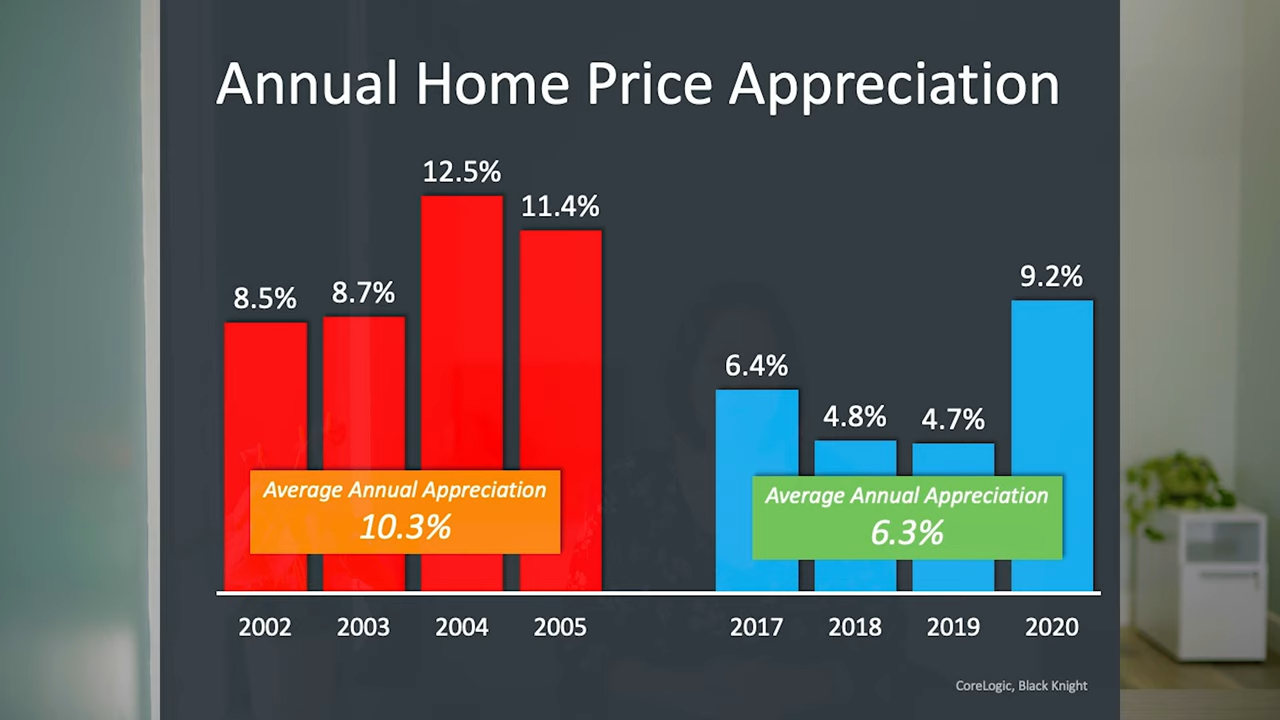 Annual Home Price Appreciation
12.5%
11.4%
8.5%
8.7%
9.2%
6.4%
4.8%
4.7%
Average Annual Appreciation
10.3%
Average Annual Appreciation
6.3%
2002 2003 2004 2005 2017 2018 2019 2020
CoreLogic, Black Knight